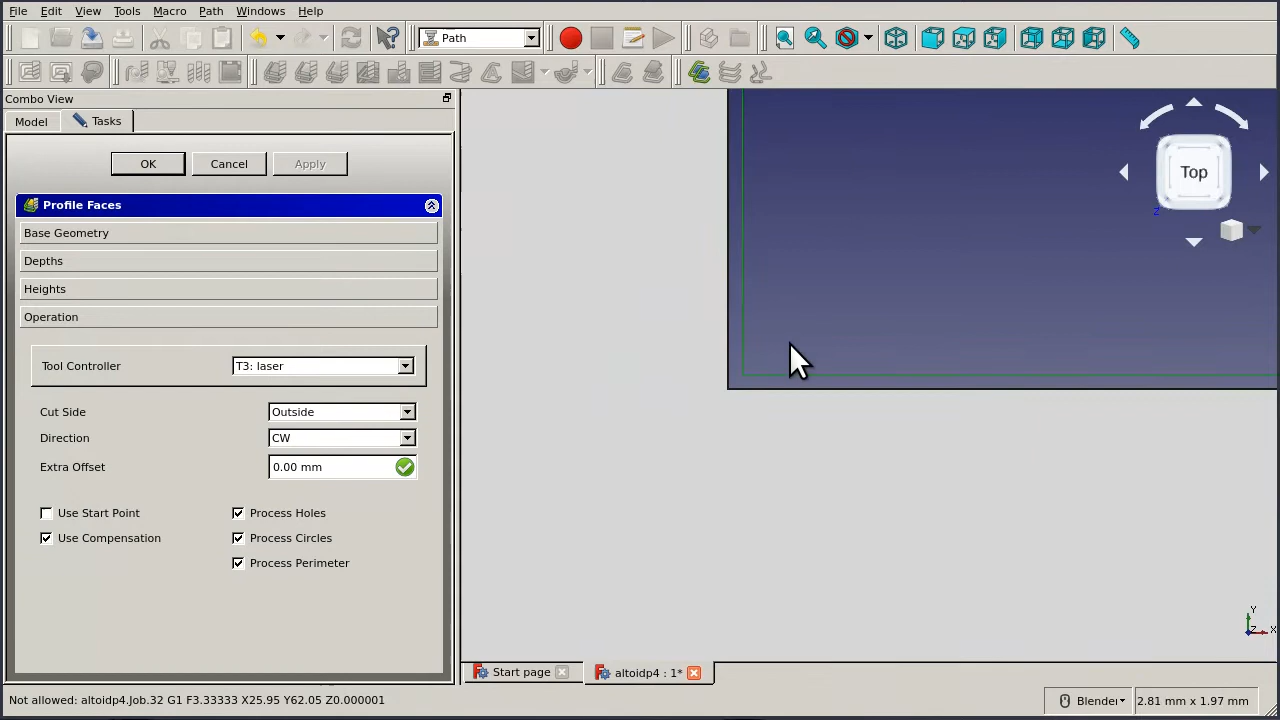 File Edit View Tools Macro Path Windows Help
Path
Combo View
Model Tasks
OK Cancel Apply
Profile Faces
Base Geometry
Depths
Heights
Operation
Tool Controller T3: laser
Cut Side Outside
Direction CW
Extra Offset 0.00 mm
Use Start Point Process Holes
Use Compensation Process Circles
Process Perimeter
Top
Z
Y
Z X
Start page altoidp4 : 1*
Not allowed: altoidp4.Job.32 G1 F3.33333 X25.95 Y62.05 Z0.000001
Blender 2.81 mm x 1.97 mm